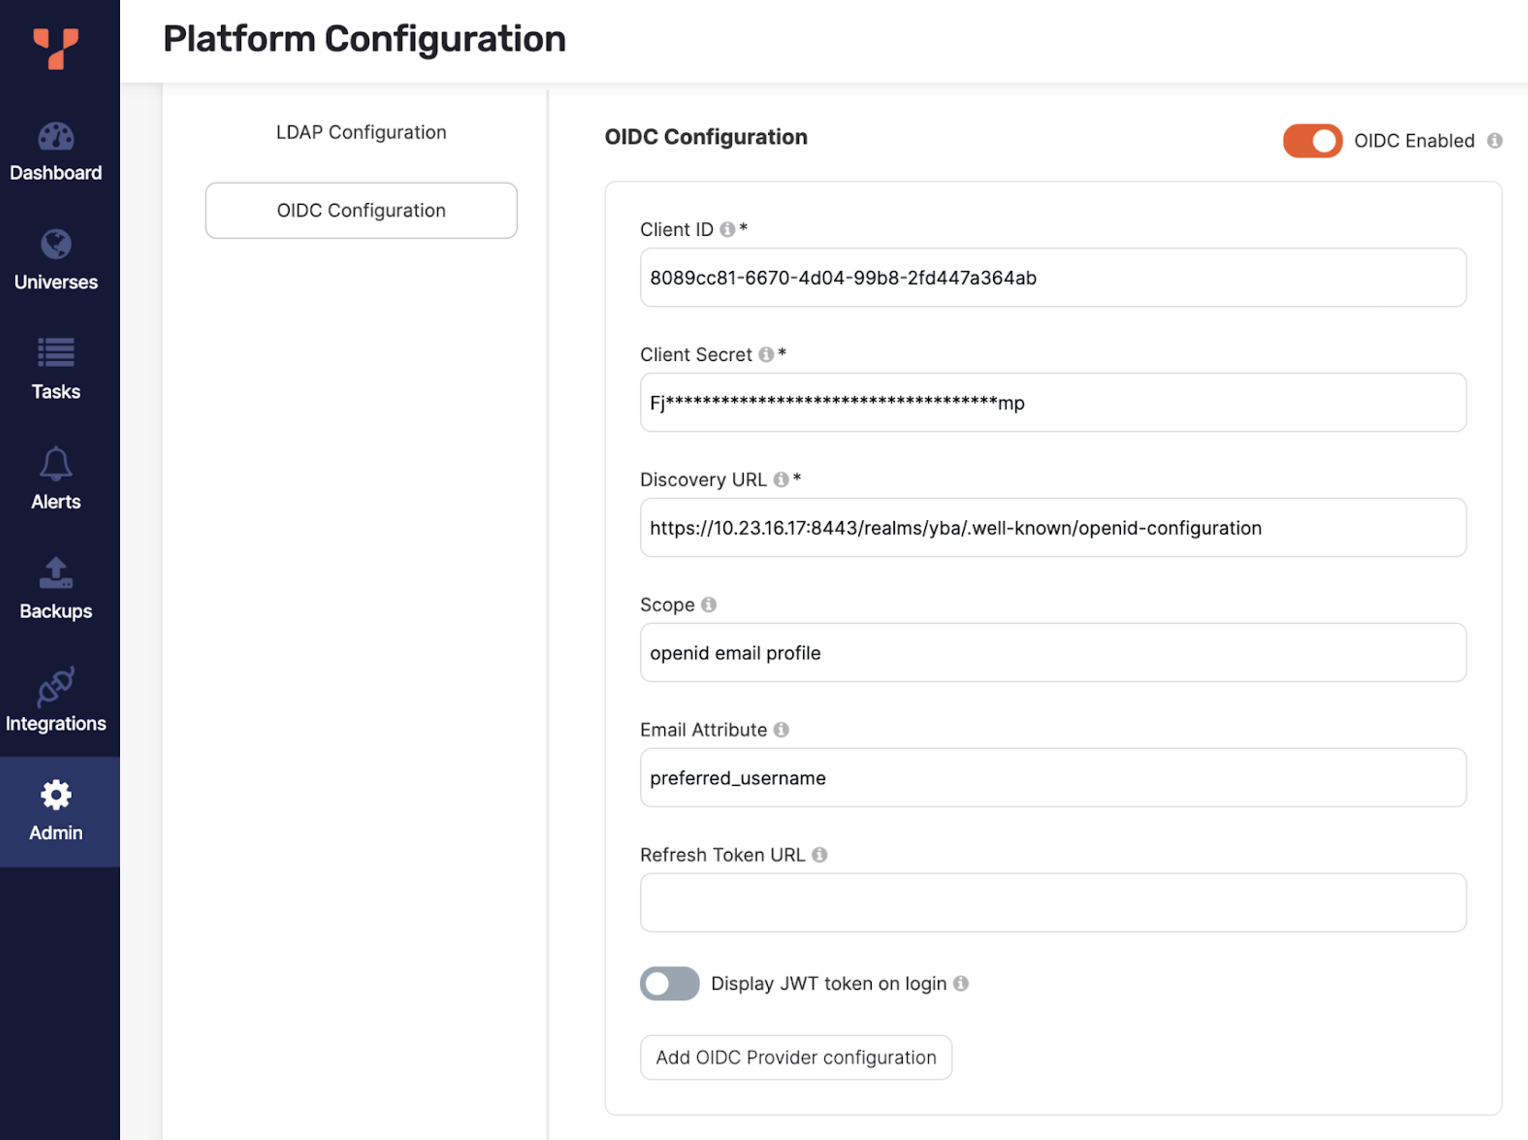 Platform Configuration
Dashboard
Universes
Tasks
Alerts
Backups
Integrations
Admin
LDAP Configuration
OIDC Configuration
OIDC Configuration
OIDC Enabled
Client ID *
8089cc81-6670-4d04-99b8-2fd447a364ab
Client Secret *
Fj************************************mp
Discovery URL *
https://10.23.16.17:8443/realms/yba/.well-known/openid-configuration
Scope
openid email profile
Email Attribute
preferred_username
Refresh Token URL
Display JWT token on login
Add OIDC Provider configuration